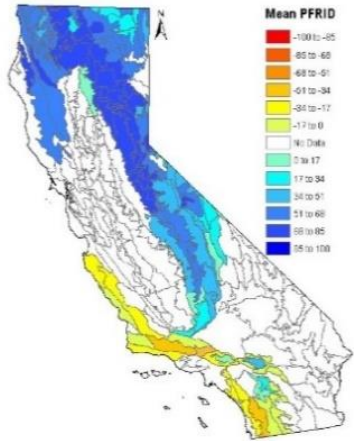 N
Mean PFRID
-100 to -85
-85 to -68
-68 to -51
-51 to -34
-34 to -17
-17 to 0
No Data
0 to 17
17 to 34
34 to 51
51 to 68
68 to 85
85 to 100